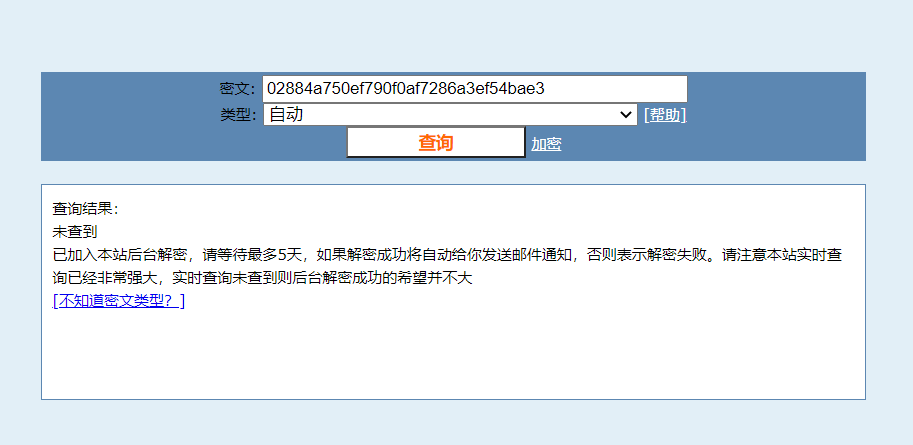 密文: 02884a750ef790f0af7286a3ef54bae3
类型: 自动 [帮助]
查询 加密
查询结果:
未查到
已加入本站后台解密，请等待最多5天，如果解密成功将自动给你发送邮件通知，否则表示解密失败。请注意本站实时查
询已经非常强大，实时查询未查到则后台解密成功的希望并不大
[不知道密文类型？]